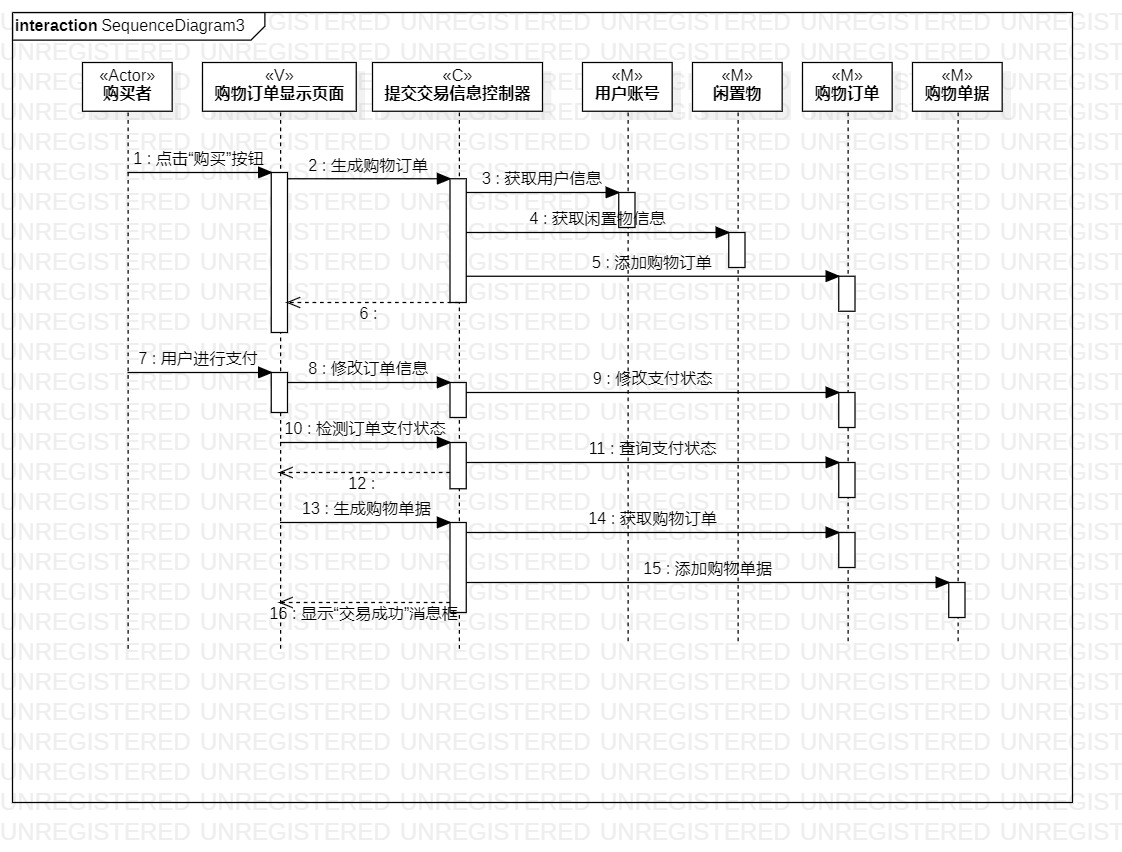 interaction SequenceDiagram3
«Actor»
购买者
«V»
购物订单显示页面
«C»
提交交易信息控制器
«M»
用户账号
«M»
闲置物
«M»
购物订单
«M»
购物单据
1 : 点击“购买”按钮
2 : 生成购物订单
3 : 获取用户信息
4 : 获取闲置物信息
5 : 添加购物订单
6 :
7 : 用户进行支付
8 : 修改订单信息
9 : 修改支付状态
10 : 检测订单支付状态
11 : 查询支付状态
12 :
13 : 生成购物单据
14 : 获取购物订单
15 : 添加购物单据
16 : 显示“交易成功”消息框
UNREGISTERED